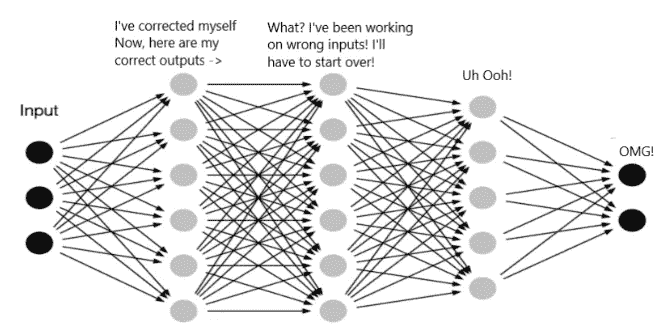 I've corrected myself
Now, here are my
correct outputs ->
What? I've been working
on wrong inputs! I'll
have to start over!
Uh Ooh!
Input
OMG!